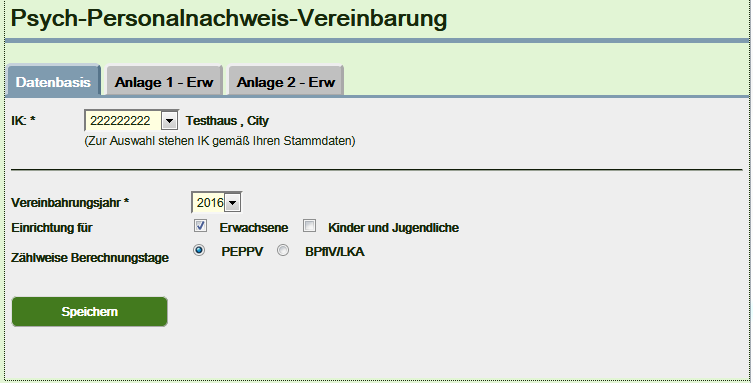 Psych-Personalnachweis-Vereinbarung
Datenbasis Anlage 1 - Erw Anlage 2 - Erw
IK: * 222222222 Testhaus , City
(Zur Auswahl stehen IK gemäß Ihren Stammdaten)
Vereinbahrungsjahr * 2016
Einrichtung für Erwachsene Kinder und Jugendliche
Zählweise Berechnungstage PEPPV BPflV/LKA
Speichern